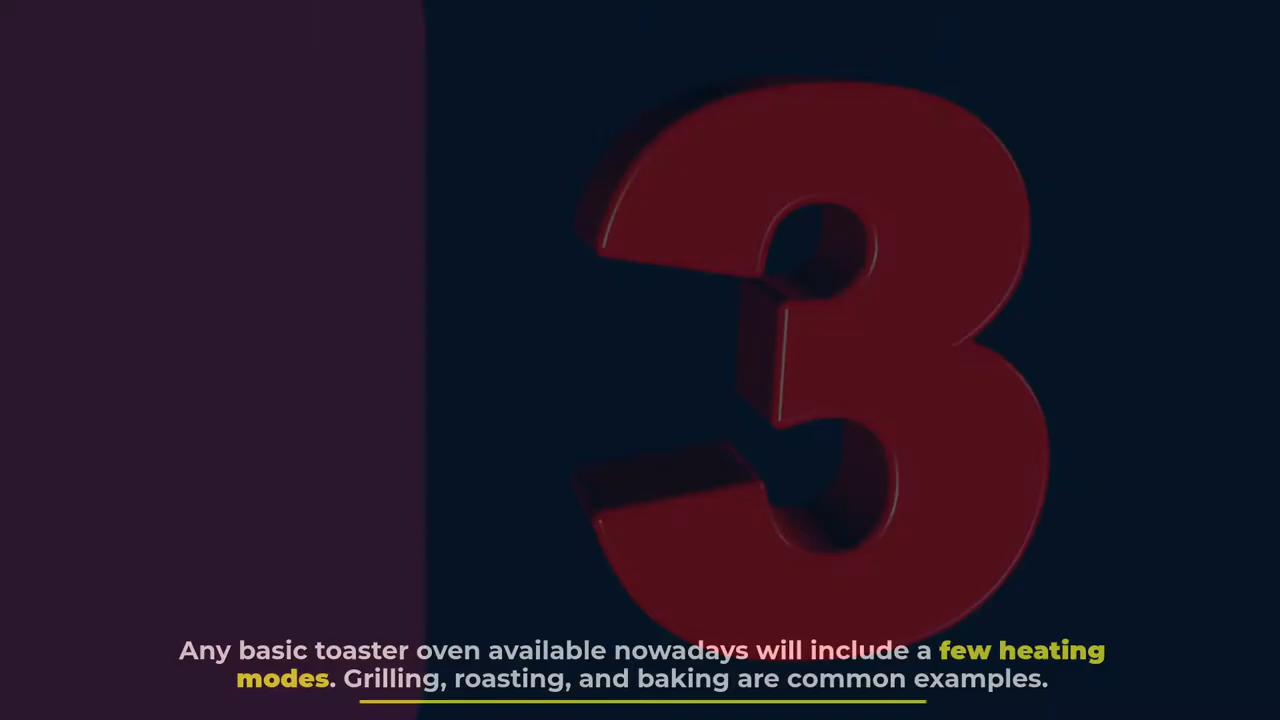 3
Any basic toaster oven available nowadays will include a few heating
modes. Grilling, roasting, and baking are common examples.